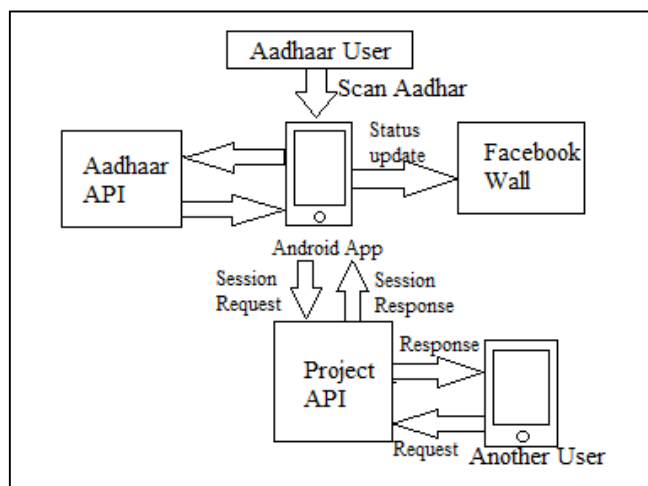 Aadhaar User
Scan Aadhar
Aadhaar
API
Status
update
Facebook
Wall
Android App
Session
Request
Session
Response
Project
API
Response
Request
Another User